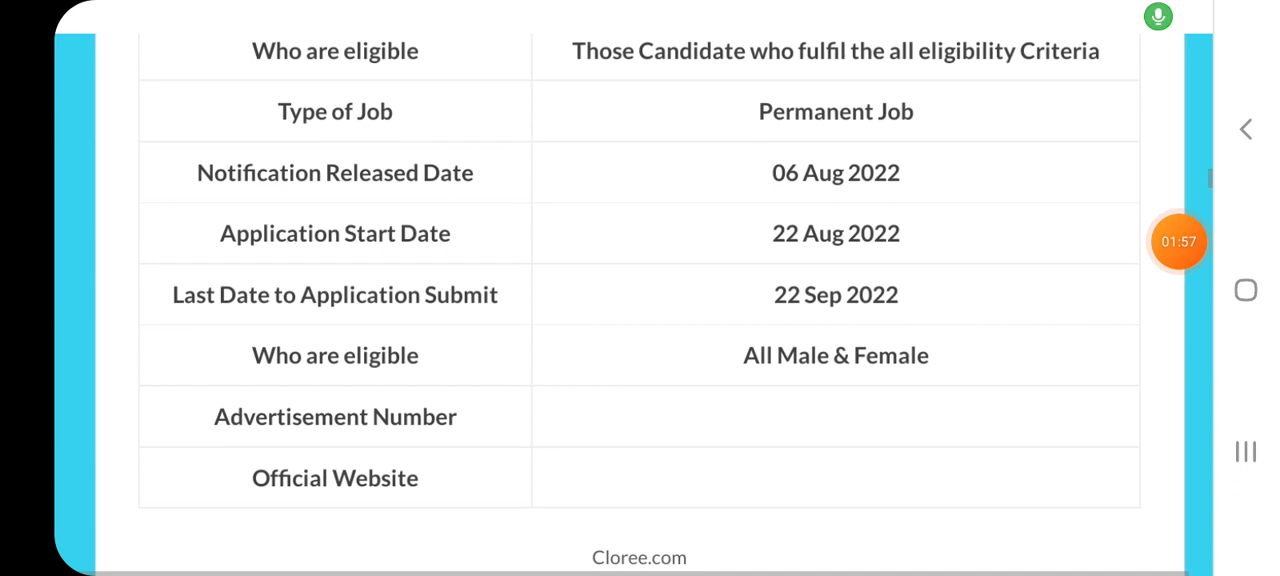 Who are eligible Those Candidate who fulfil the all eligibility Criteria
Type of Job Permanent Job
Notification Released Date 06 Aug 2022
Application Start Date 22 Aug 2022
01:57
Last Date to Application Submit 22 Sep 2022
Who are eligible All Male & Female
Advertisement Number
Official Website
Cloree.com